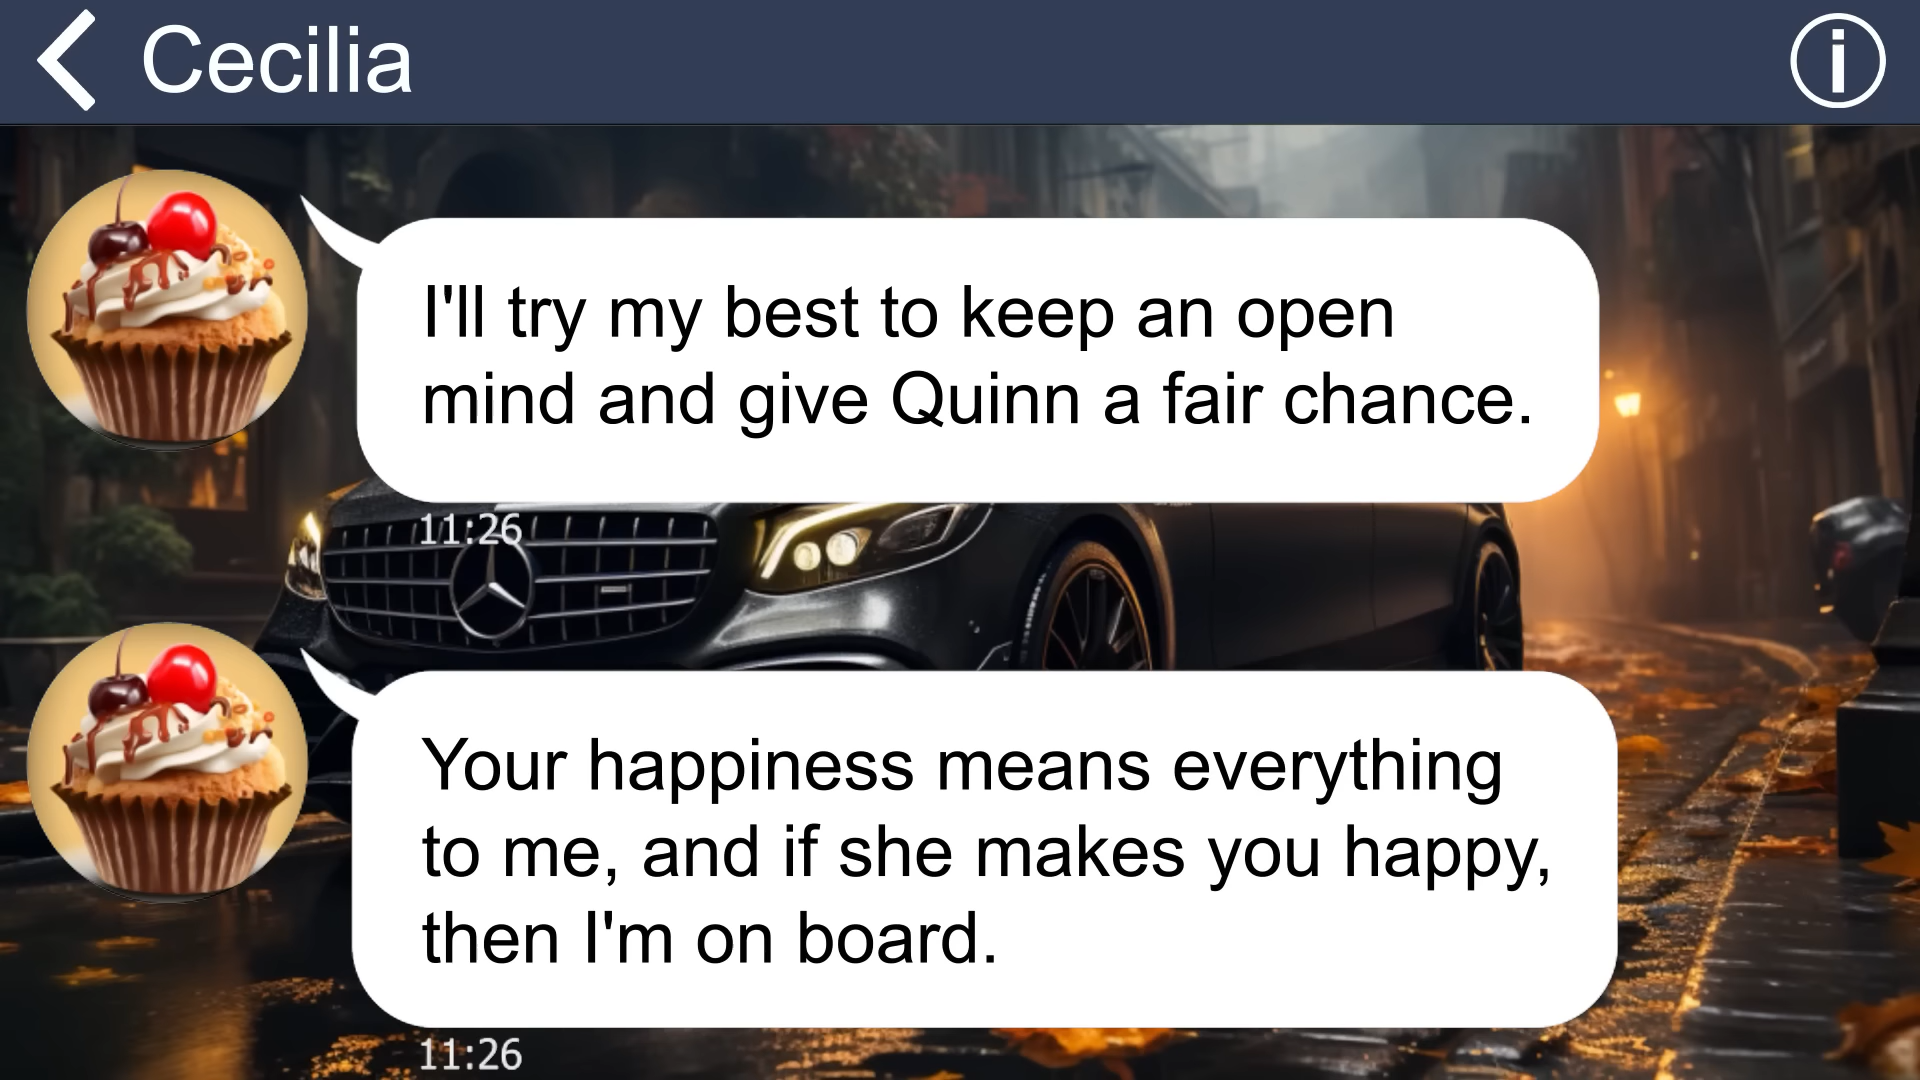 Cecilia
I'll try my best to keep an open
mind and give Quinn a fair chance.
11:26
Your happiness means everything
to me, and if she makes you happy,
then I'm on board.
11:26